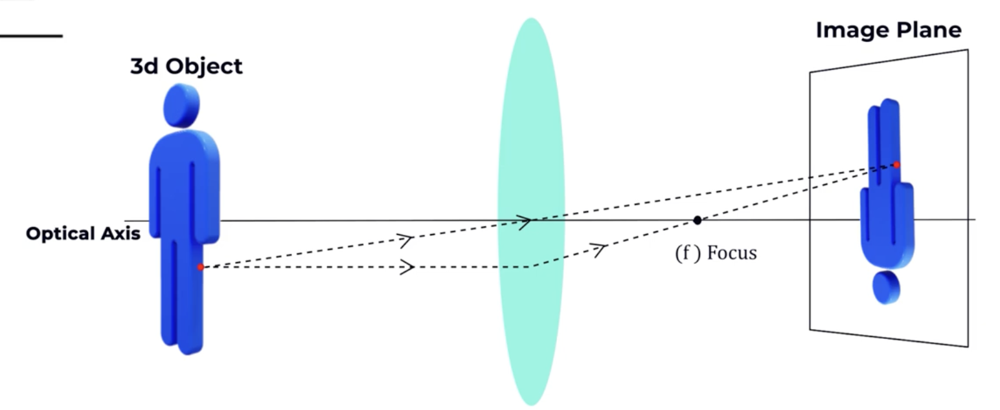 Image Plane
3d Object
Optical Axis
(f ) Focus